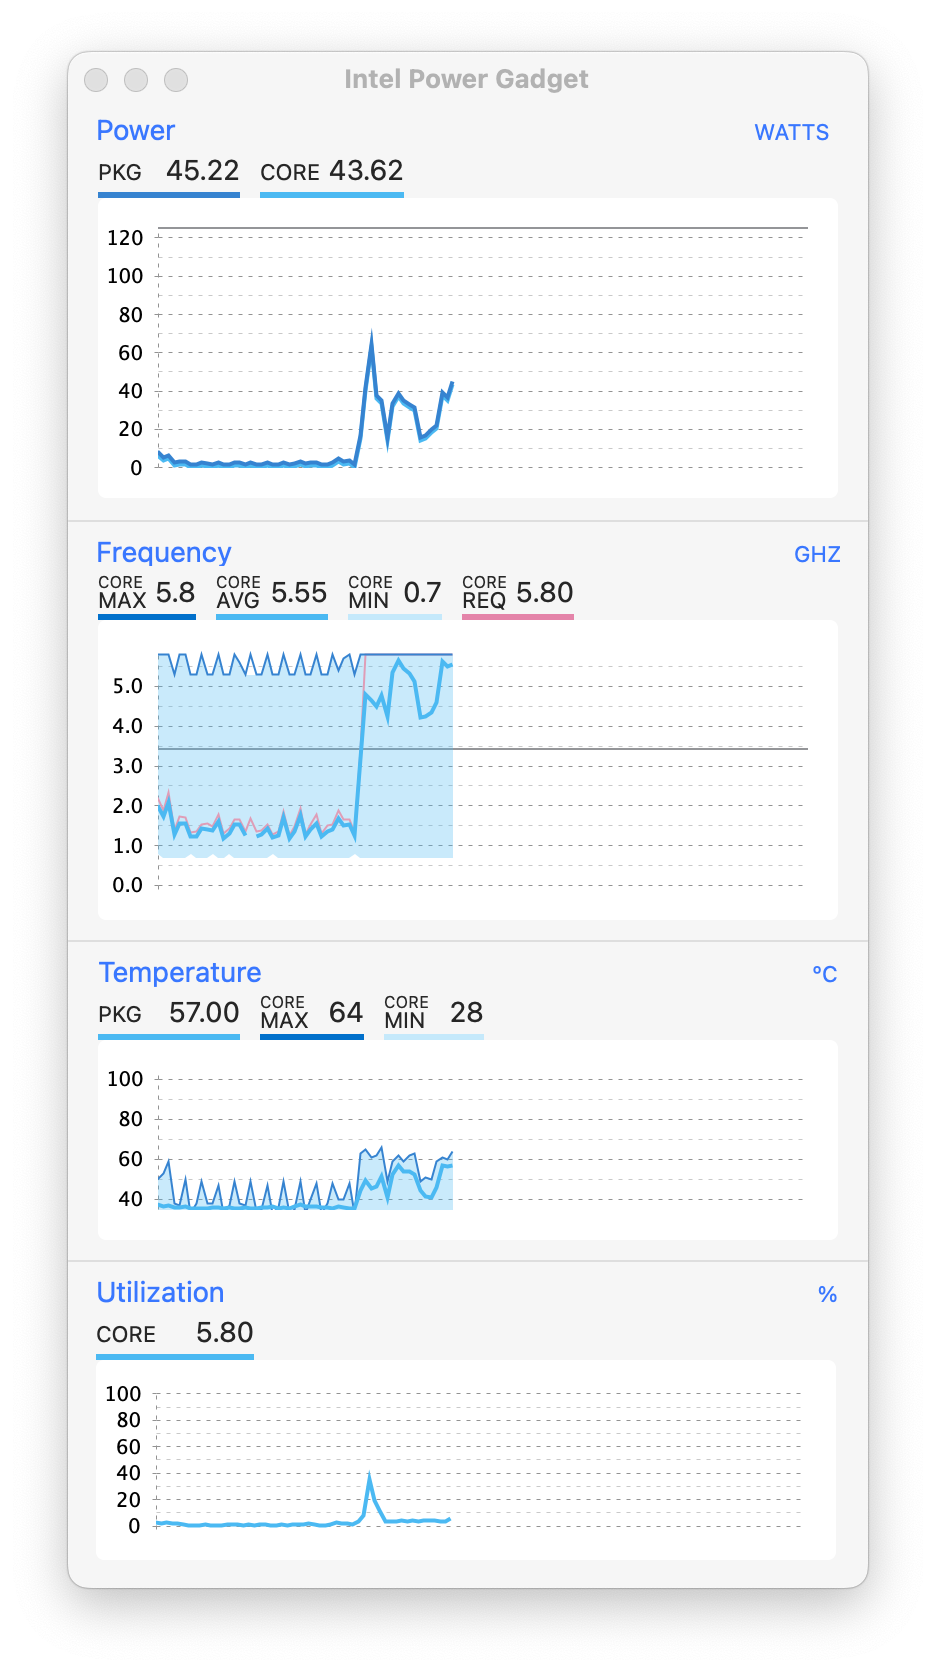 Intel Power Gadget
Power WATTS
PKG 45.22 CORE 43.62
120
100
80
60
40
20
0
Frequency GHZ
CORE MAX 5.8 CORE AVG 5.55 CORE MIN 0.7 CORE REQ 5.80
5.0
4.0
3.0
2.0
1.0
0.0
Temperature °C
PKG 57.00 CORE MAX 64 CORE MIN 28
100
80
60
40
Utilization %
CORE 5.80
100
80
60
40
20
0